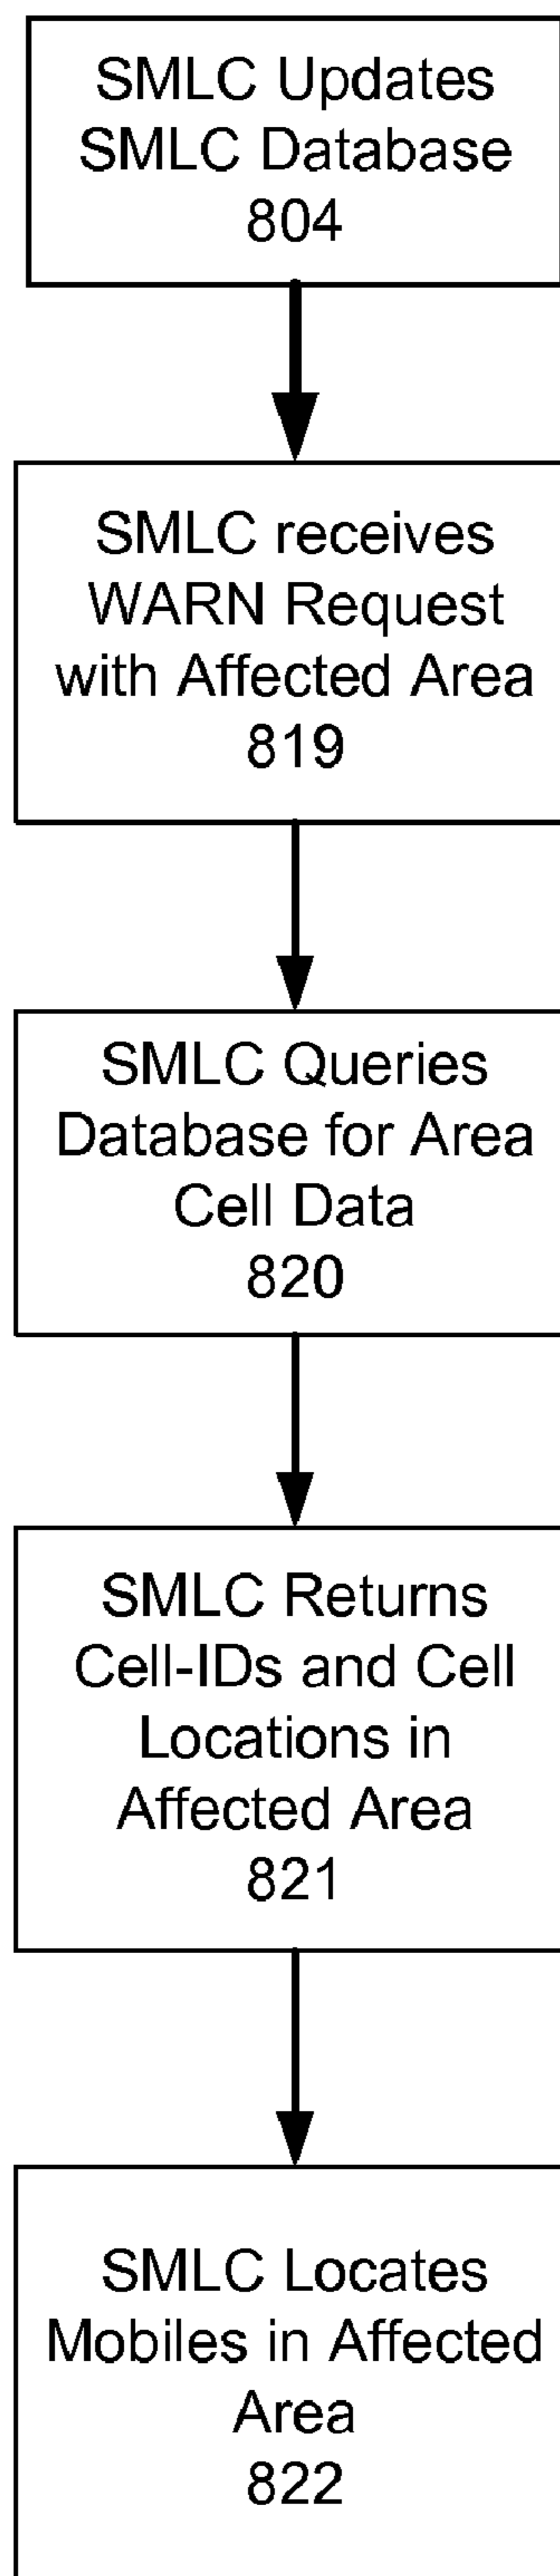 SMLC Updates
SMLC Database
804
SMLC receives
WARN Request
with Affected Area
819
SMLC Queries
Database for Area
Cell Data
820
SMLC Returns
Cell-IDs and Cell
Locations in
Affected Area
821
SMLC Locates
Mobiles in Affected
Area
822